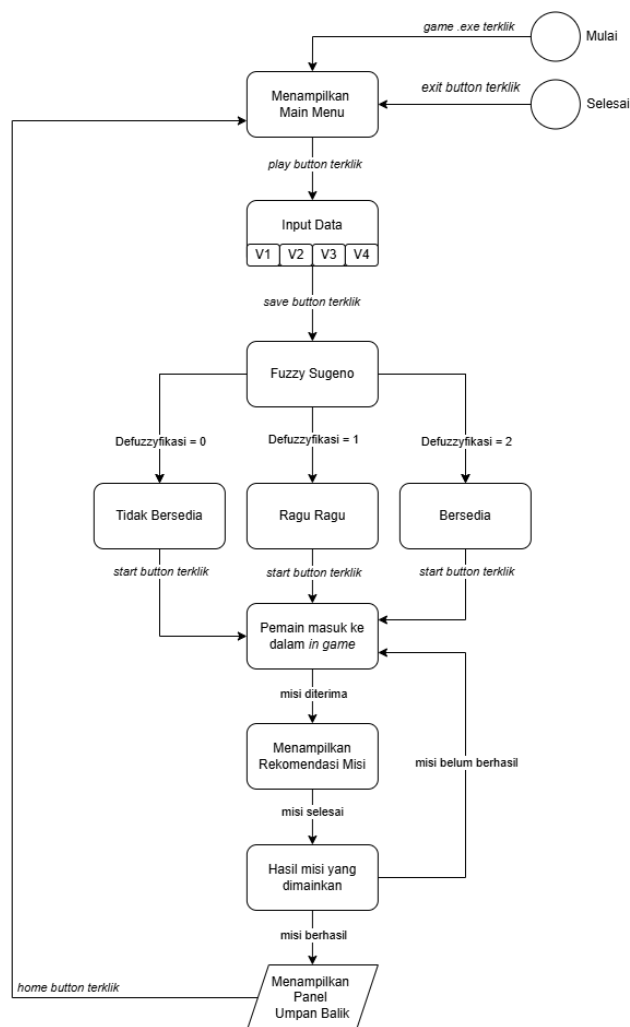 game .exe terklik
Mulai
Menampilkan
Main Menu
exit button terklik
Selesai
play button terklik
Input Data
V1 V2 V3 V4
save button terklik
Fuzzy Sugeno
Defuzzyfikasi = 0
Defuzzyfikasi = 1
Defuzzyfikasi = 2
Tidak Bersedia
Ragu Ragu
Bersedia
start button terklik
start button terklik
start button terklik
Pemain masuk ke
dalam in game
misi diterima
Menampilkan
Rekomendasi Misi
misi belum berhasil
misi selesai
Hasil misi yang
dimainkan
misi berhasil
home button terklik
Menampilkan
Panel
Umpan Balik